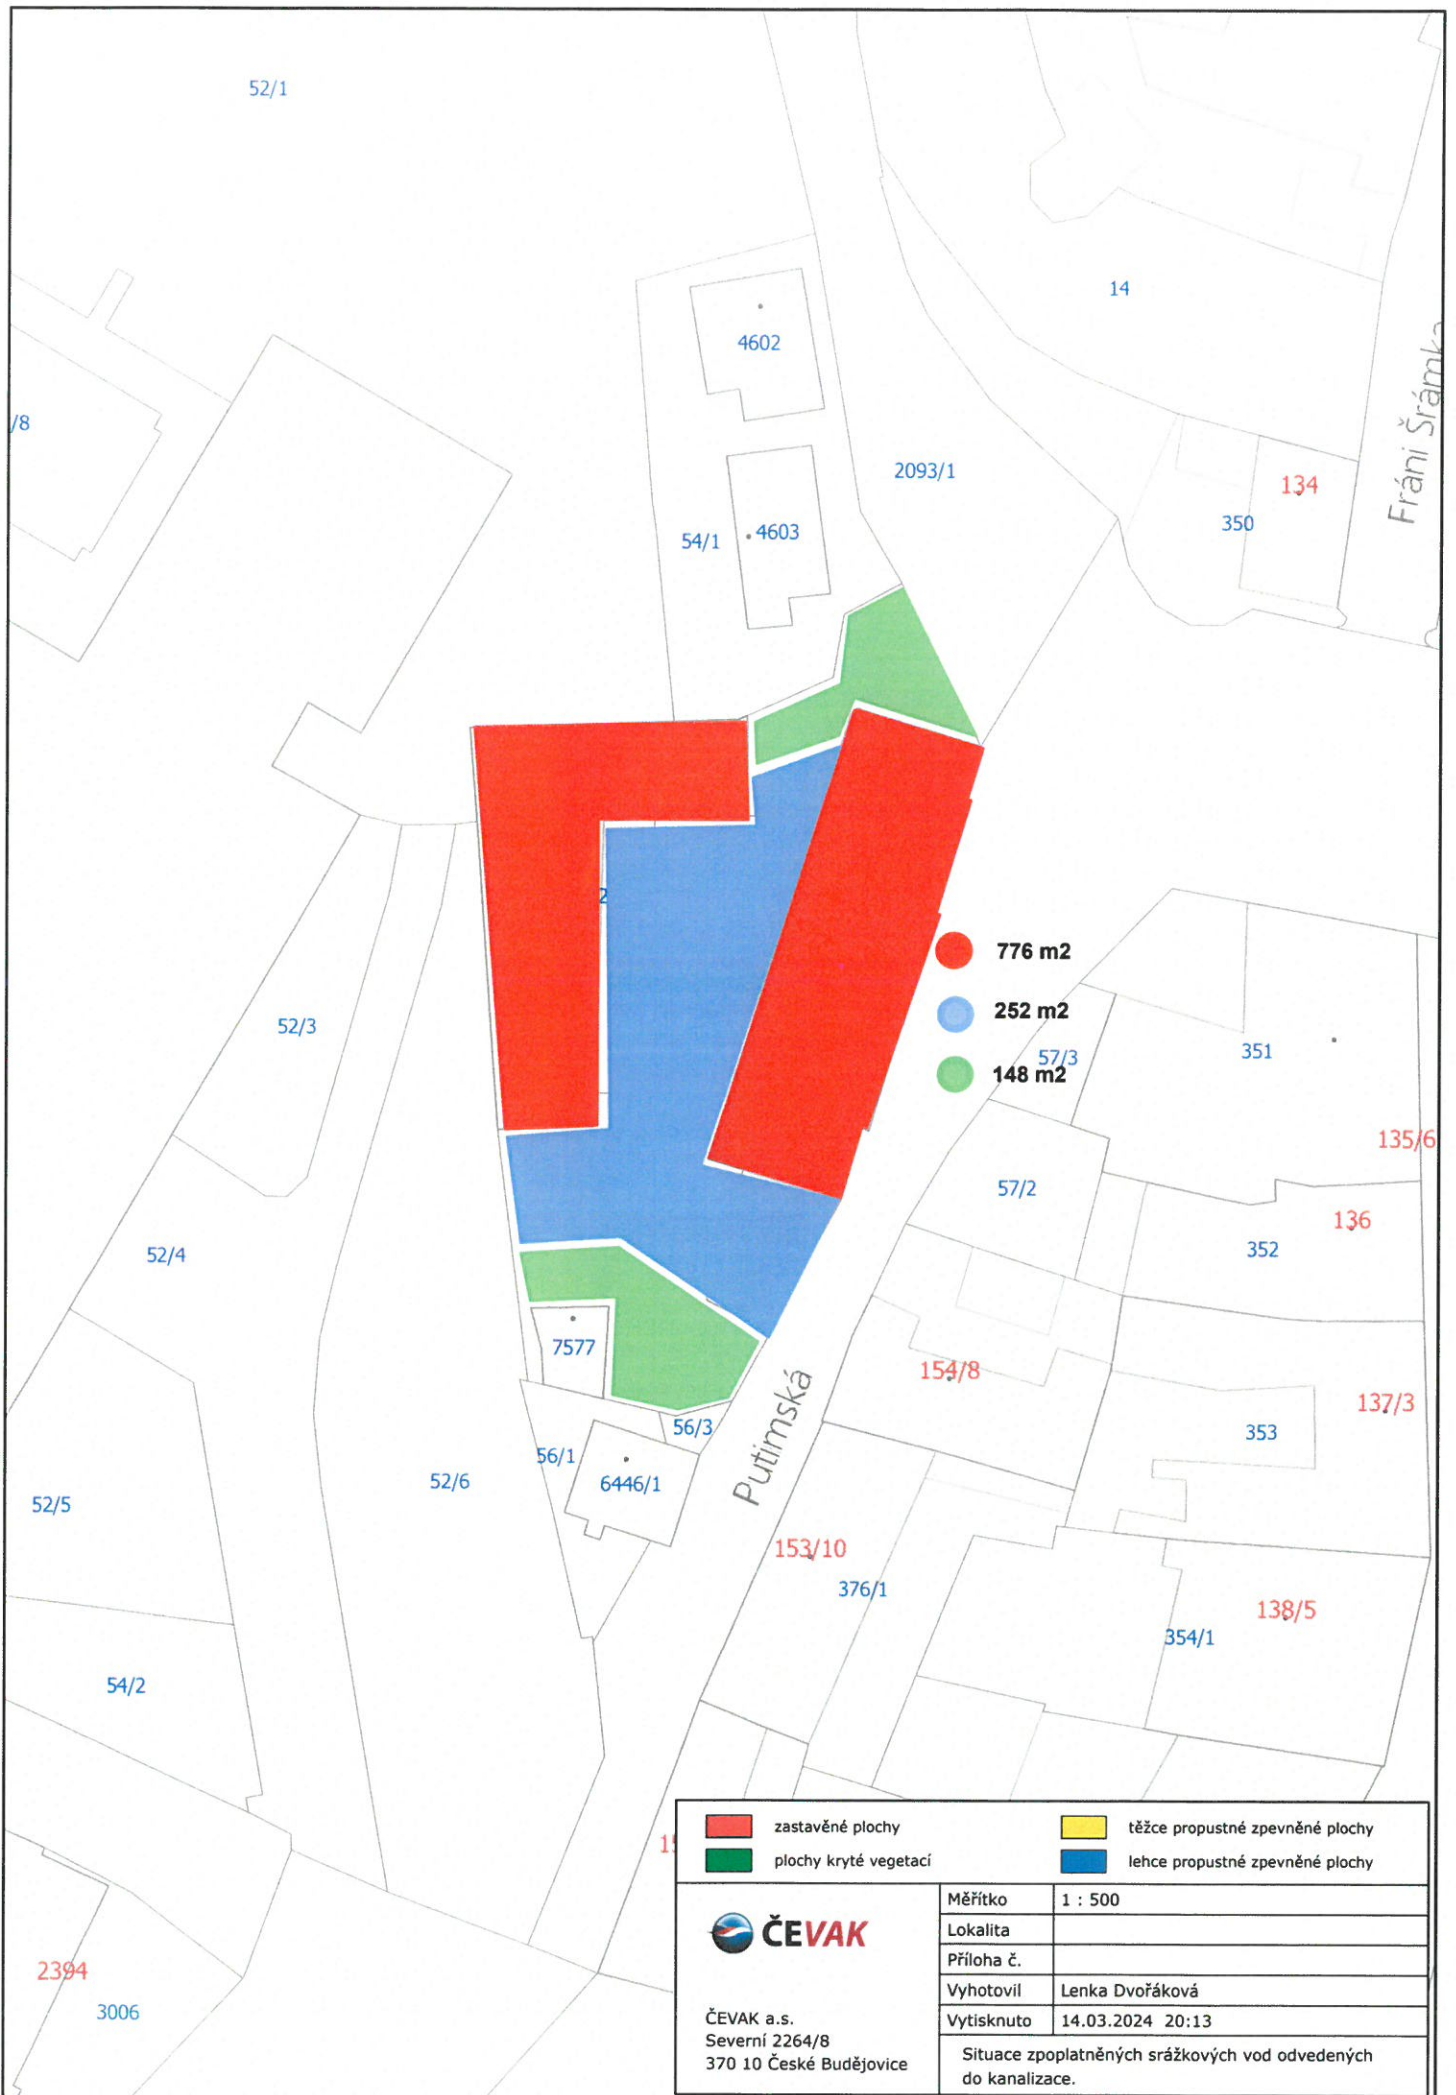 52/1
14
4602
/8
Fráni Šrámka
2093/1
134
350
54/1
4603
2
776 m2
252 m2
52/3
57/3
351
148 m2
135/6
57/2
136
352
52/4
7577
154/8
137/3
56/3
353
56/1
Putimská
52/6
6446/1
52/5
153/10
376/1
138/5
354/1
54/2
zastavěné plochy
těžce propustné zpevněné plochy
plochy kryté vegetací
lehce propustné zpevněné plochy
ČEVAK
Měřítko 1 : 500
Lokalita
Příloha č.
Vyhotovil Lenka Dvořáková
Vytisknuto 14.03.2024 20:13
Situace zpoplatněných srážkových vod odvedených
do kanalizace.
ČEVAK a.s.
Severní 2264/8
370 10 České Budějovice
2394
3006